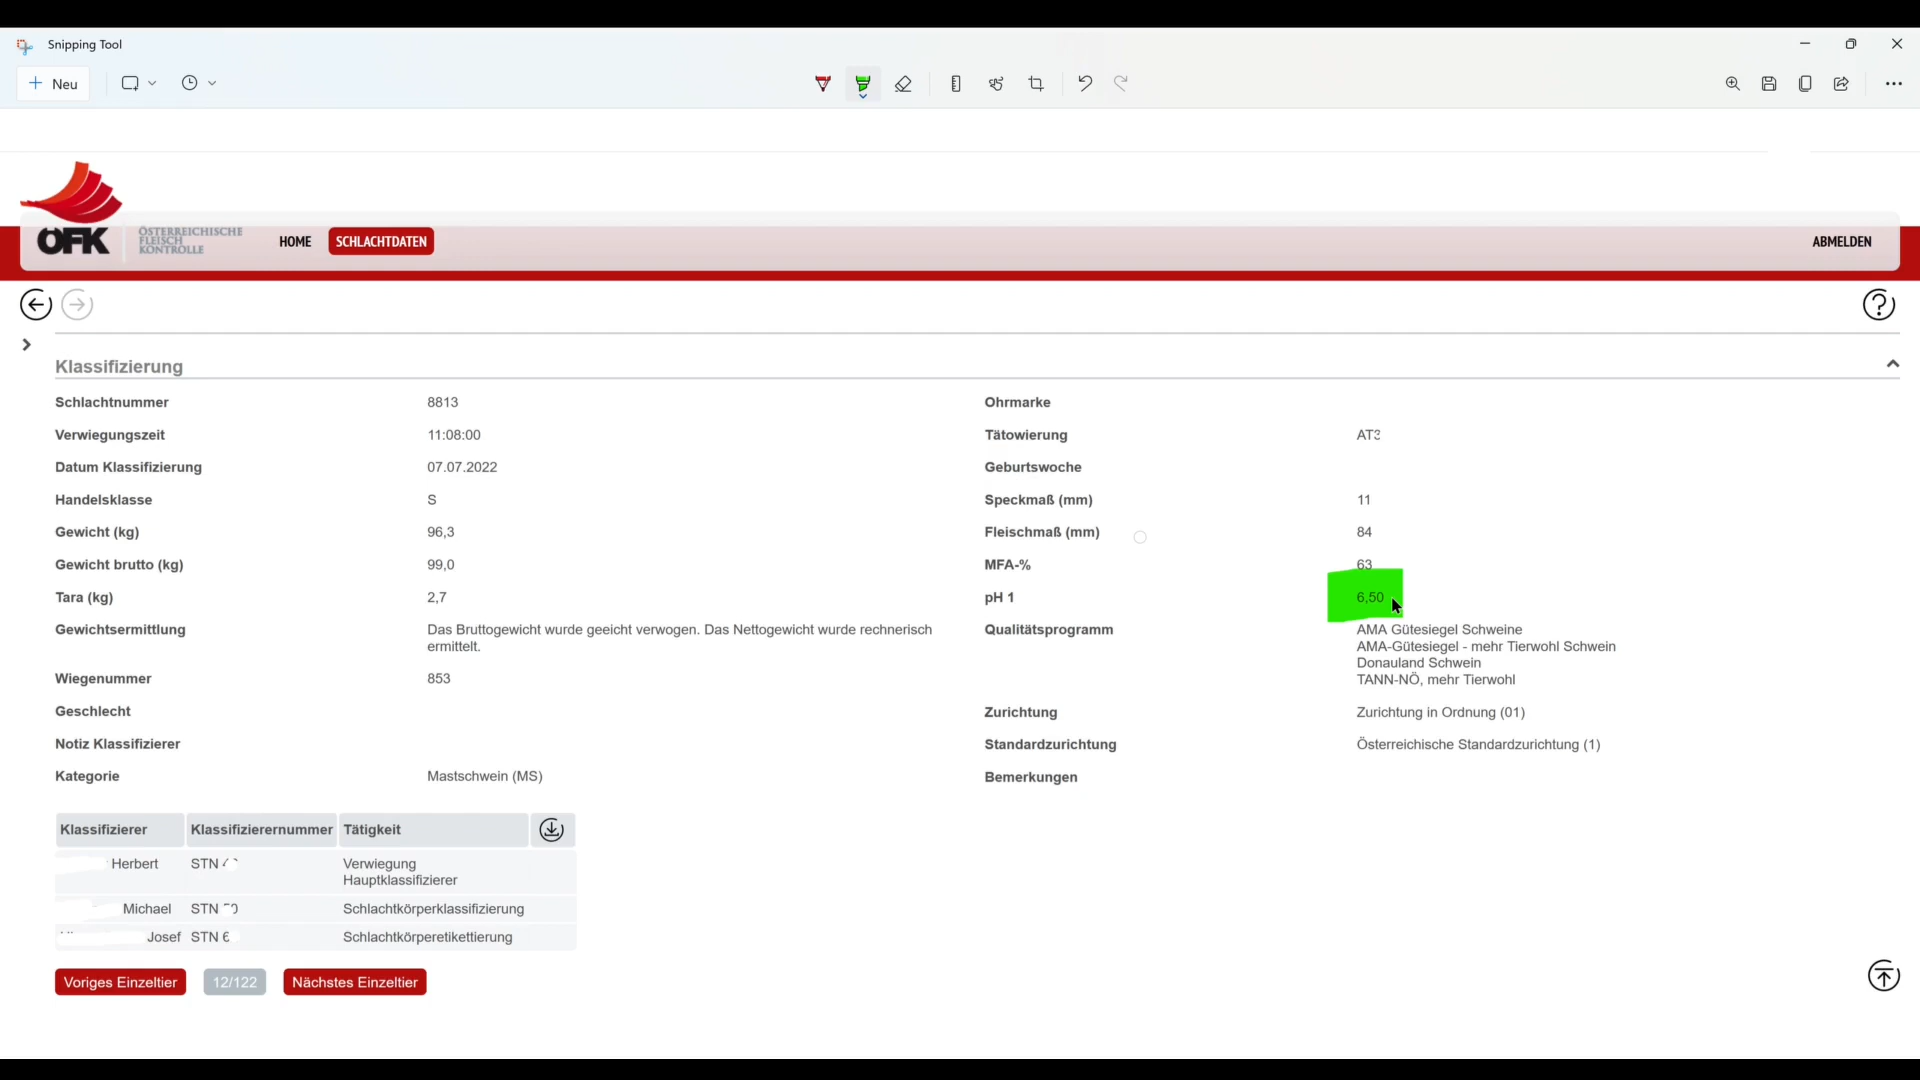 Snipping Tool
Neu
ÖFK
ÖSTERREICHISCHE
FLEISCH
KONTROLLE
HOME
SCHLACHTDATEN
ABMELDEN
Klassifizierung
Schlachtnummer 8813
Ohrmarke
Verwiegungszeit 11:08:00
Tätowierung AT3
Datum Klassifizierung 07.07.2022
Geburtswoche
Handelsklasse S
Speckmaß (mm) 11
Gewicht (kg) 96,3
Fleischmaß (mm) 84
Gewicht brutto (kg) 99,0
MFA-% 63
Tara (kg) 2,7
pH 1 6,50
Gewichtsermittlung Das Bruttogewicht wurde geeicht verwogen. Das Nettogewicht wurde rechnerisch
ermittelt.
Qualitätsprogramm AMA Gütesiegel Schweine
AMA-Gütesiegel - mehr Tierwohl Schwein
Donauland Schwein
TANN-NÖ, mehr Tierwohl
Wiegenummer 853
Geschlecht
Zurichtung Zurichtung in Ordnung (01)
Notiz Klassifizierer
Standardzurichtung Österreichische Standardzurichtung (1)
Kategorie Mastschwein (MS)
Bemerkungen
Klassifizierer Klassifizierernummer Tätigkeit
Herbert STN Verwiegung
Hauptklassifizierer
Michael STN Schlachtkörperklassifizierung
Josef STN 6 Schlachtkörperetikettierung
Voriges Einzeltier 12/122 Nächstes Einzeltier